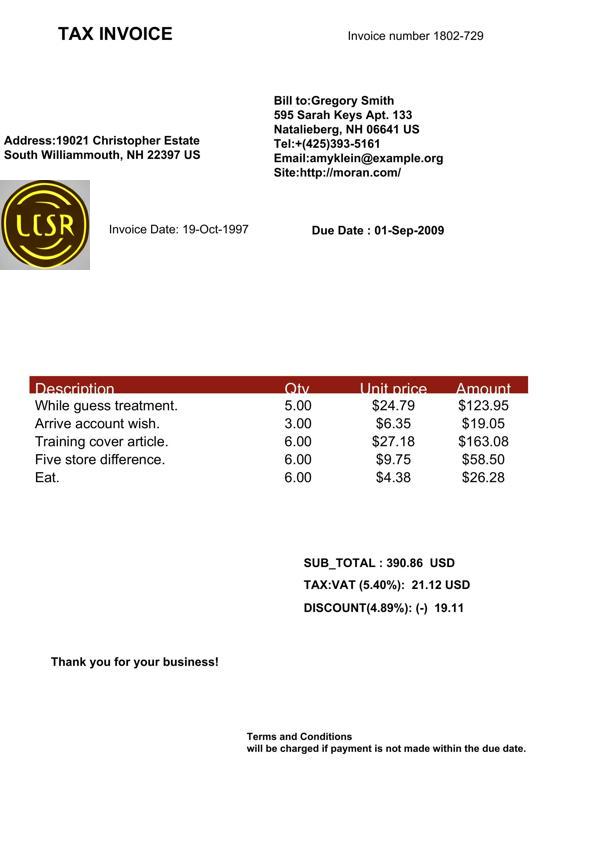 TAX INVOICE
Invoice number 1802-729
Bill to:Gregory Smith
595 Sarah Keys Apt. 133
Natalieberg, NH 06641 US
Tel:+(425)393-5161
Email:amyklein@example.org
Site:http://moran.com/
Address:19021 Christopher Estate
South Williammouth, NH 22397 US
LCSR
Invoice Date: 19-Oct-1997
Due Date : 01-Sep-2009
Description Qty Unit price Amount
While guess treatment. 5.00 $24.79 $123.95
Arrive account wish. 3.00 $6.35 $19.05
Training cover article. 6.00 $27.18 $163.08
Five store difference. 6.00 $9.75 $58.50
Eat. 6.00 $4.38 $26.28
SUB_TOTAL : 390.86 USD
TAX:VAT (5.40%): 21.12 USD
DISCOUNT(4.89%): (-) 19.11
Thank you for your business!
Terms and Conditions
will be charged if payment is not made within the due date.